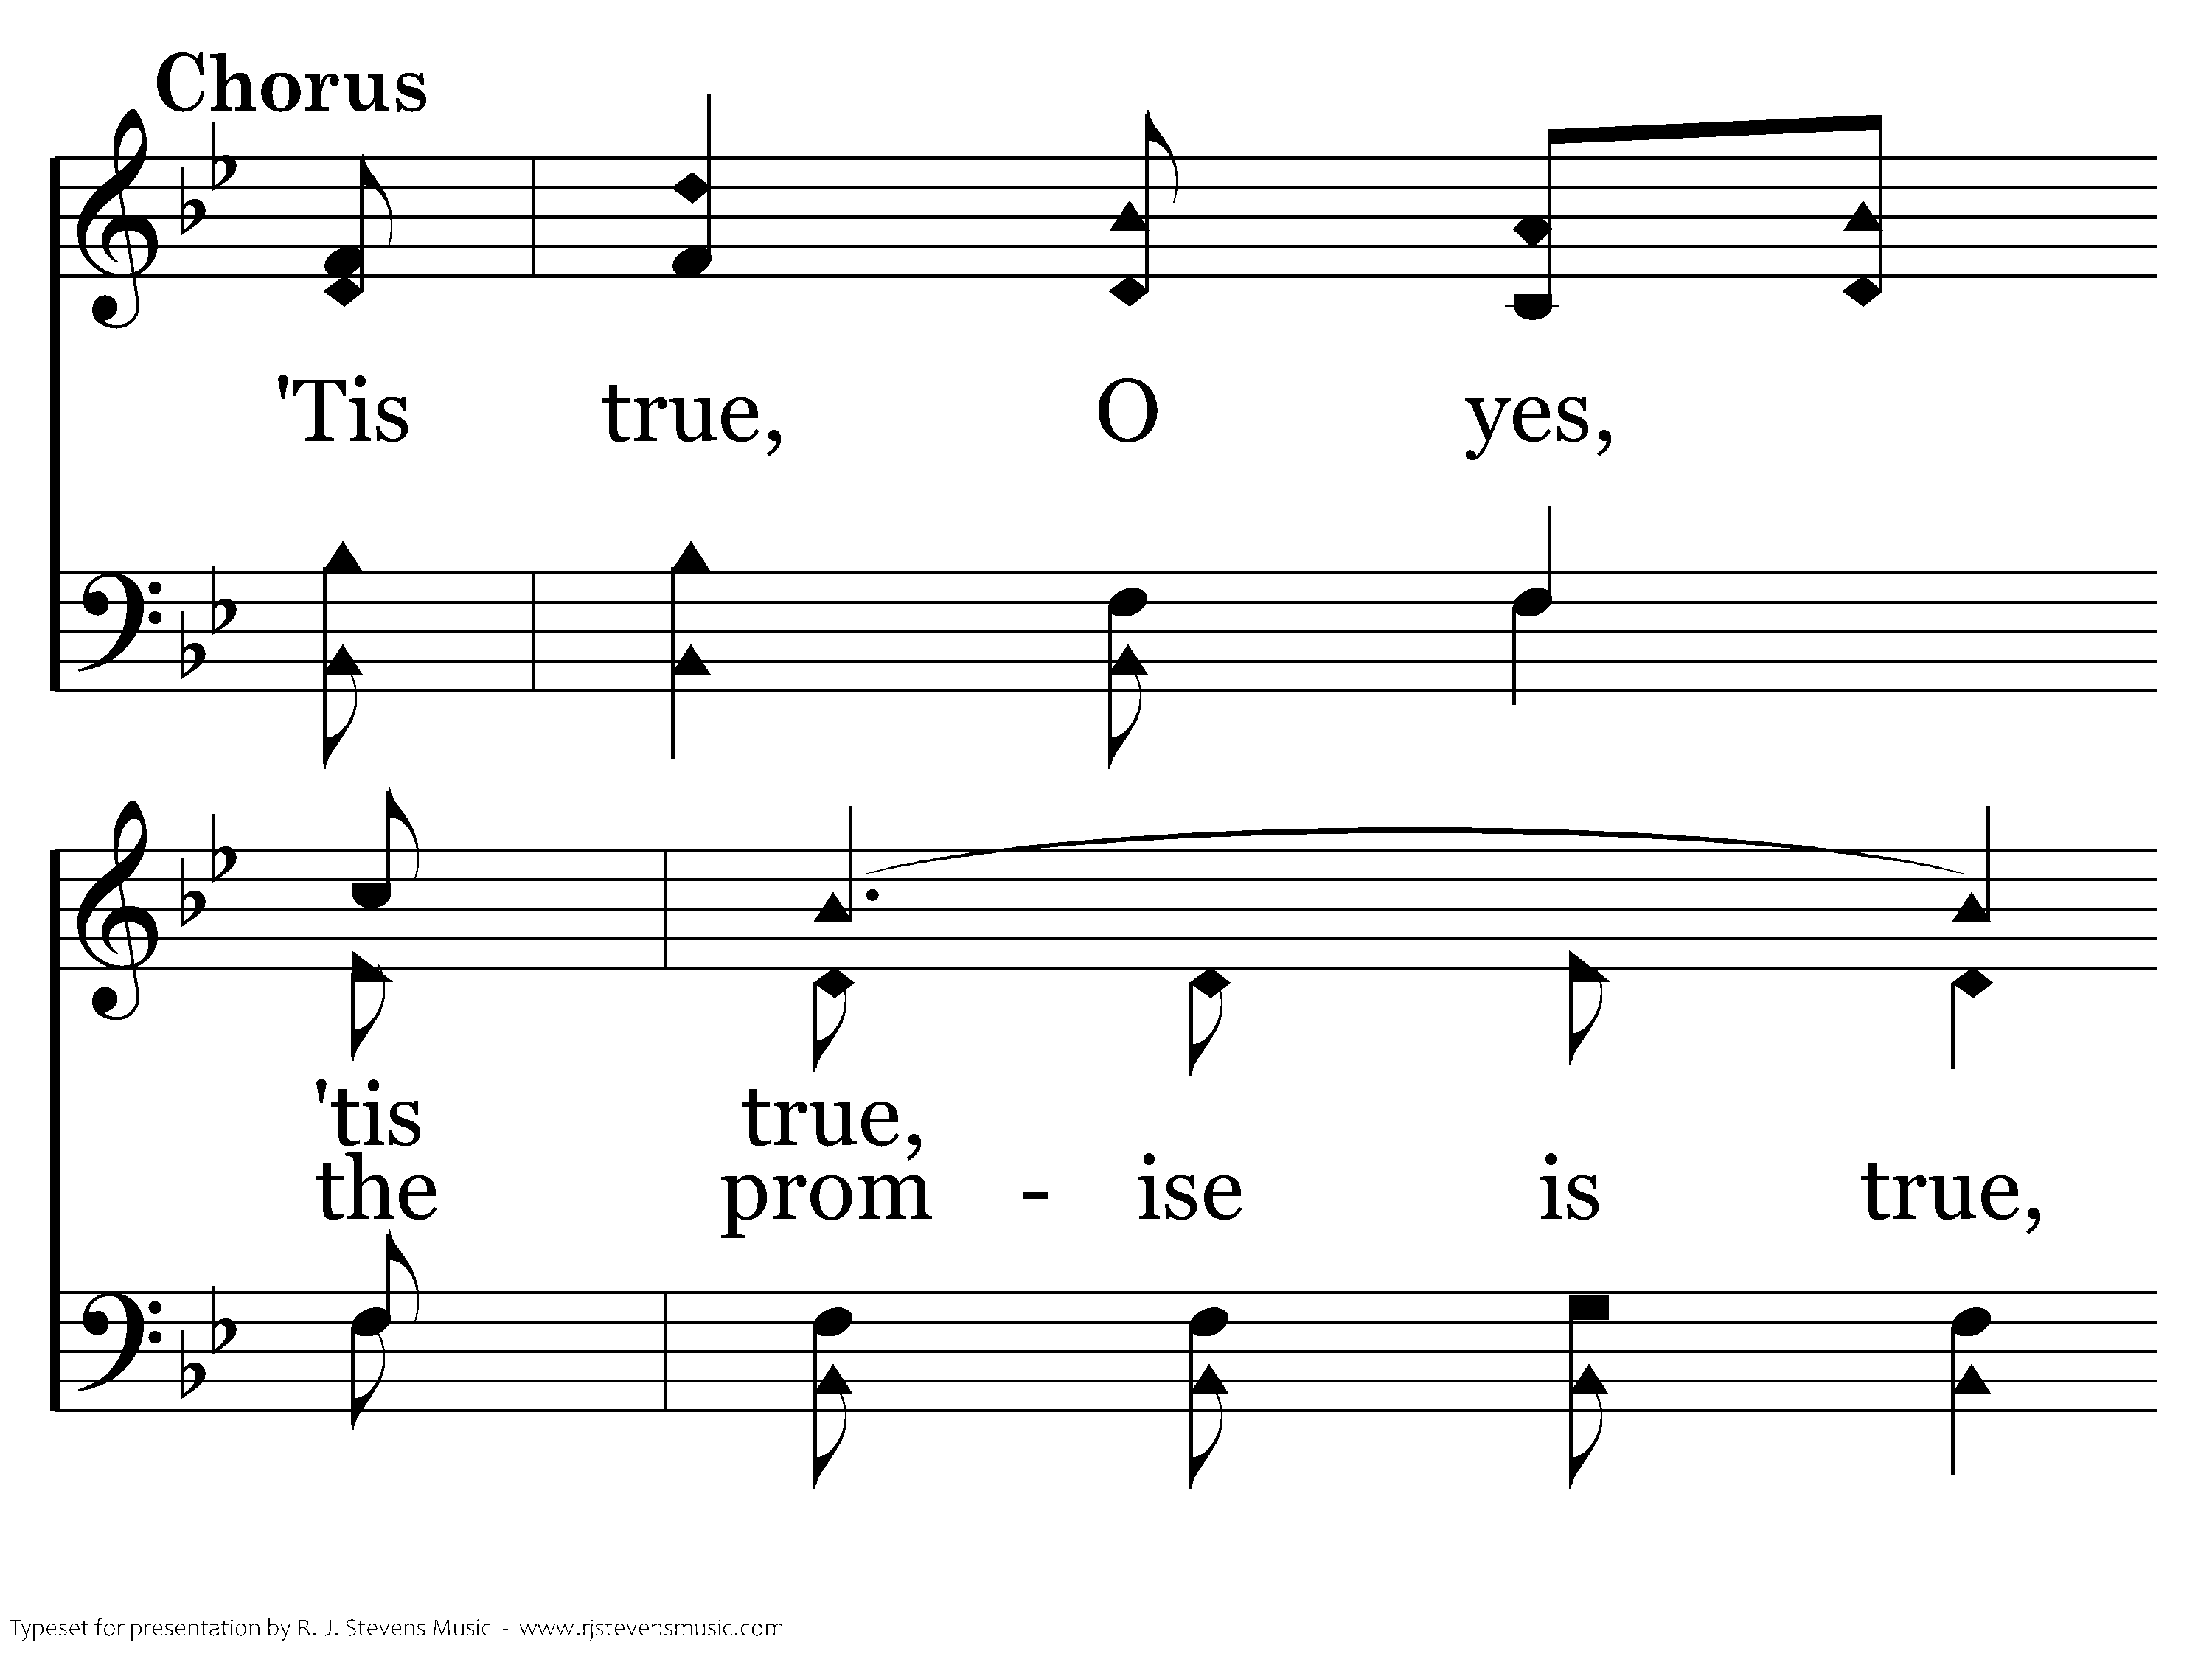 Chorus
'Tis true, O yes,
'tis true,
the prom - ise is true,
Typeset for presentation by R. J. Stevens Music - www.rjstevensmusic.com